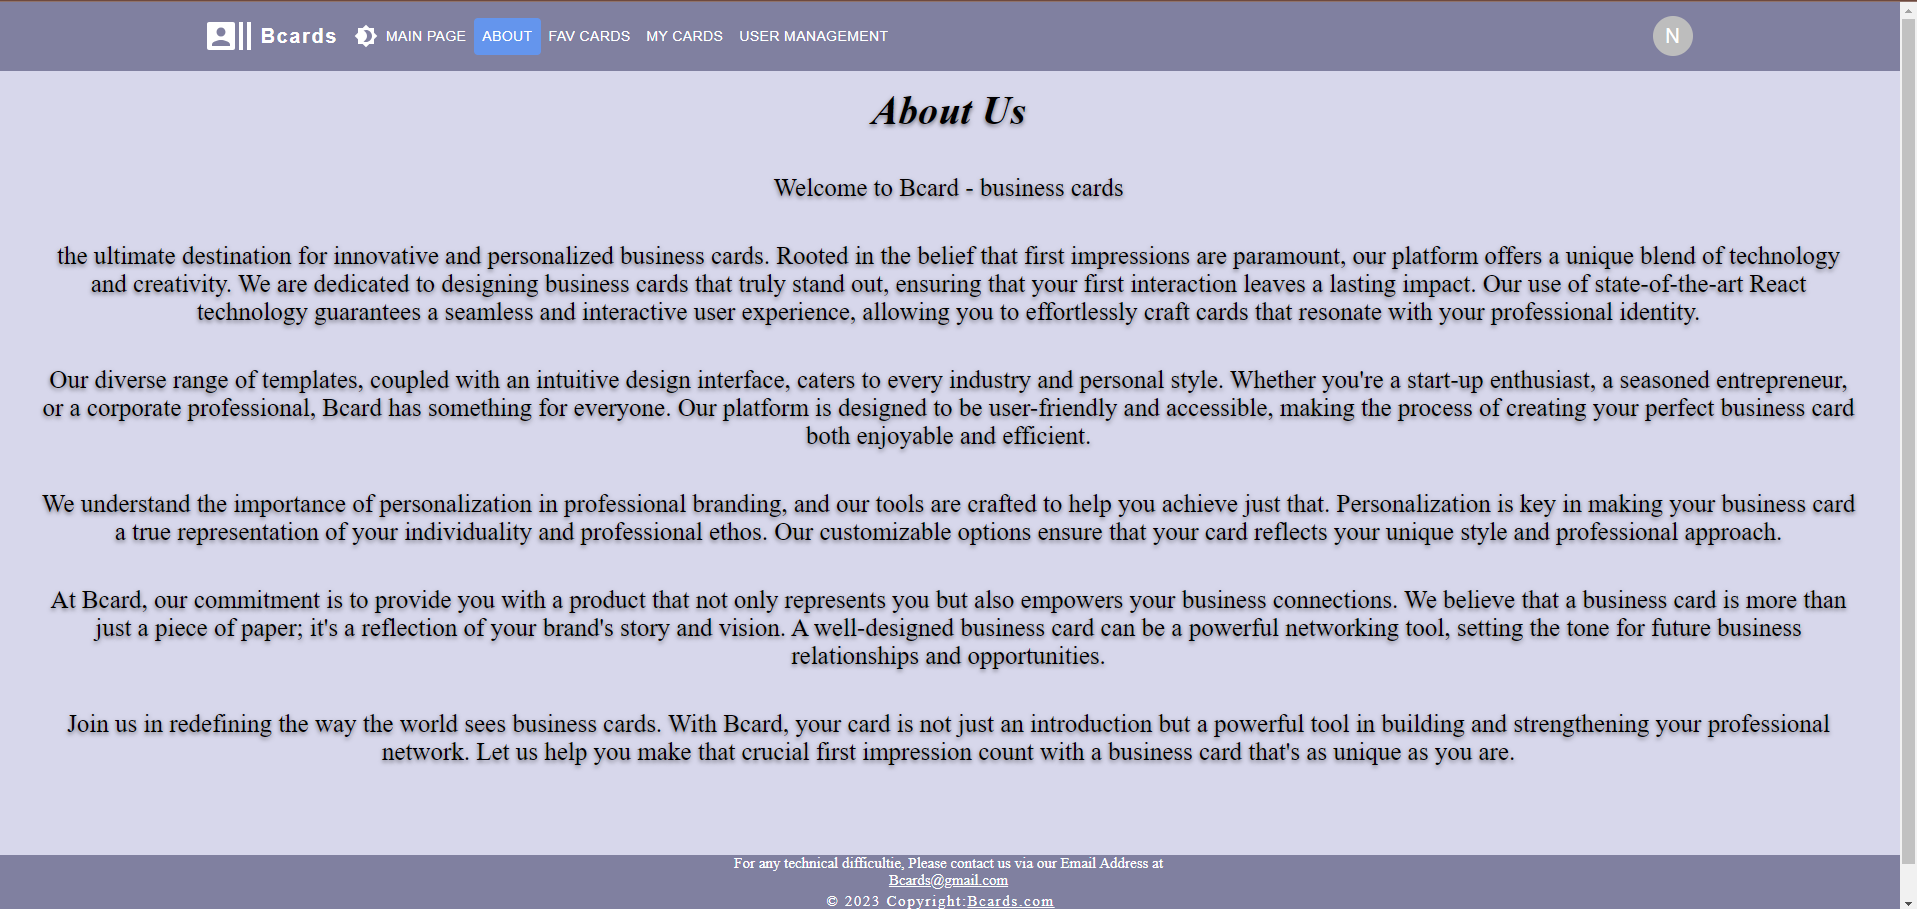 Bcards MAIN PAGE ABOUT FAV CARDS MY CARDS USER MANAGEMENT N
About Us
Welcome to Bcard - business cards
the ultimate destination for innovative and personalized business cards. Rooted in the belief that first impressions are paramount, our platform offers a unique blend of technology
and creativity. We are dedicated to designing business cards that truly stand out, ensuring that your first interaction leaves a lasting impact. Our use of state-of-the-art React
technology guarantees a seamless and interactive user experience, allowing you to effortlessly craft cards that resonate with your professional identity.
Our diverse range of templates, coupled with an intuitive design interface, caters to every industry and personal style. Whether you're a start-up enthusiast, a seasoned entrepreneur,
or a corporate professional, Bcard has something for everyone. Our platform is designed to be user-friendly and accessible, making the process of creating your perfect business card
both enjoyable and efficient.
We understand the importance of personalization in professional branding, and our tools are crafted to help you achieve just that. Personalization is key in making your business card
a true representation of your individuality and professional ethos. Our customizable options ensure that your card reflects your unique style and professional approach.
At Bcard, our commitment is to provide you with a product that not only represents you but also empowers your business connections. We believe that a business card is more than
just a piece of paper; it's a reflection of your brand's story and vision. A well-designed business card can be a powerful networking tool, setting the tone for future business
relationships and opportunities.
Join us in redefining the way the world sees business cards. With Bcard, your card is not just an introduction but a powerful tool in building and strengthening your professional
network. Let us help you make that crucial first impression count with a business card that's as unique as you are.
For any technical difficultie, Please contact us via our Email Address at
Bcards@gmail.com
© 2023 Copyright:Bcards.com